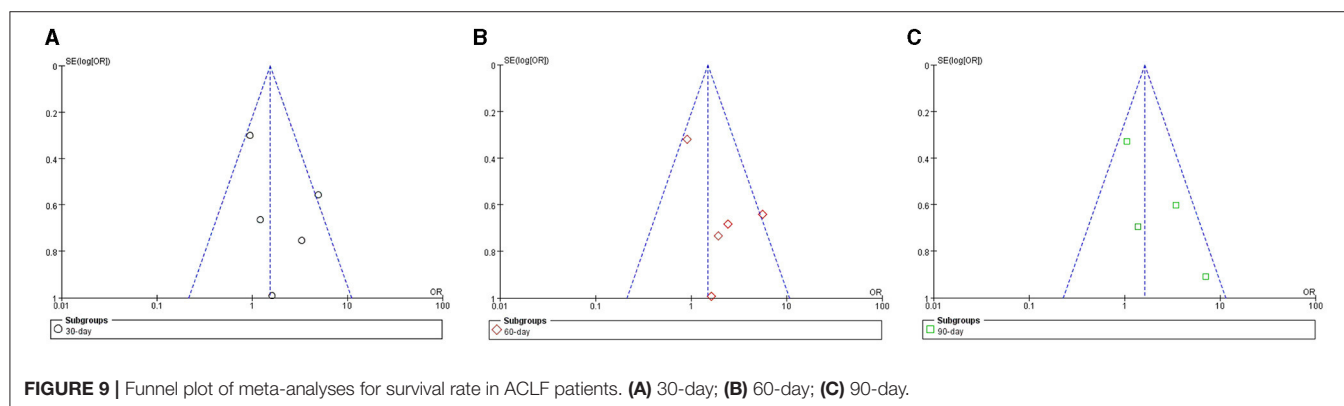 A
SE(log[OR])
0
0.2
0.4
0.6
0.8
1
0.01
0.1
1
10
100
OR
Subgroups
30-day
B
SE(log[OR])
0
0.2
0.4
0.6
0.8
1
0.01
0.1
1
10
100
OR
Subgroups
60-day
C
SE(log[OR])
0
0.2
0.4
0.6
0.8
1
0.01
0.1
1
10
100
OR
Subgroups
90-day
FIGURE 9 | Funnel plot of meta-analyses for survival rate in ACLF patients. (A) 30-day; (B) 60-day; (C) 90-day.